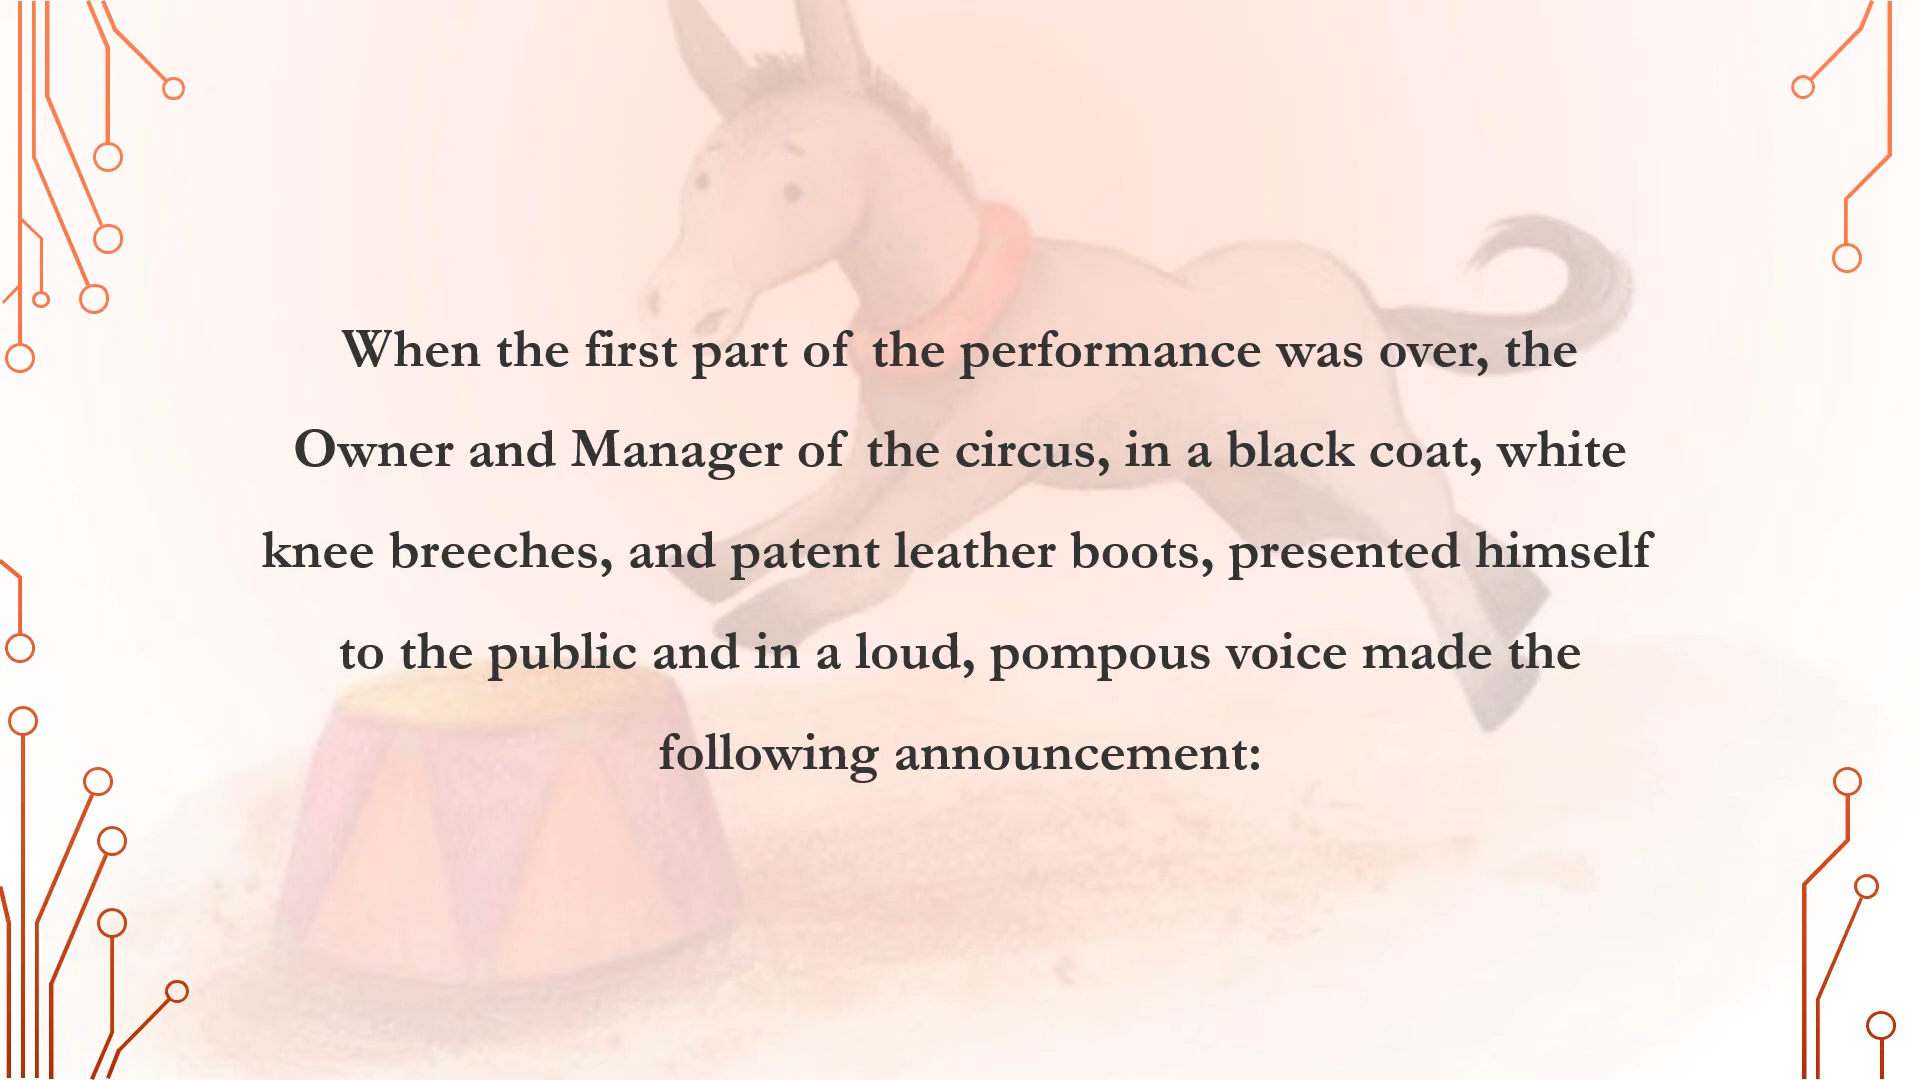 When the first part of the performance was over, the
Owner and Manager of the circus, in a black coat, white
knee breeches, and patent leather boots, presented himself
to the public and in a loud, pompous voice made the
following announcement: